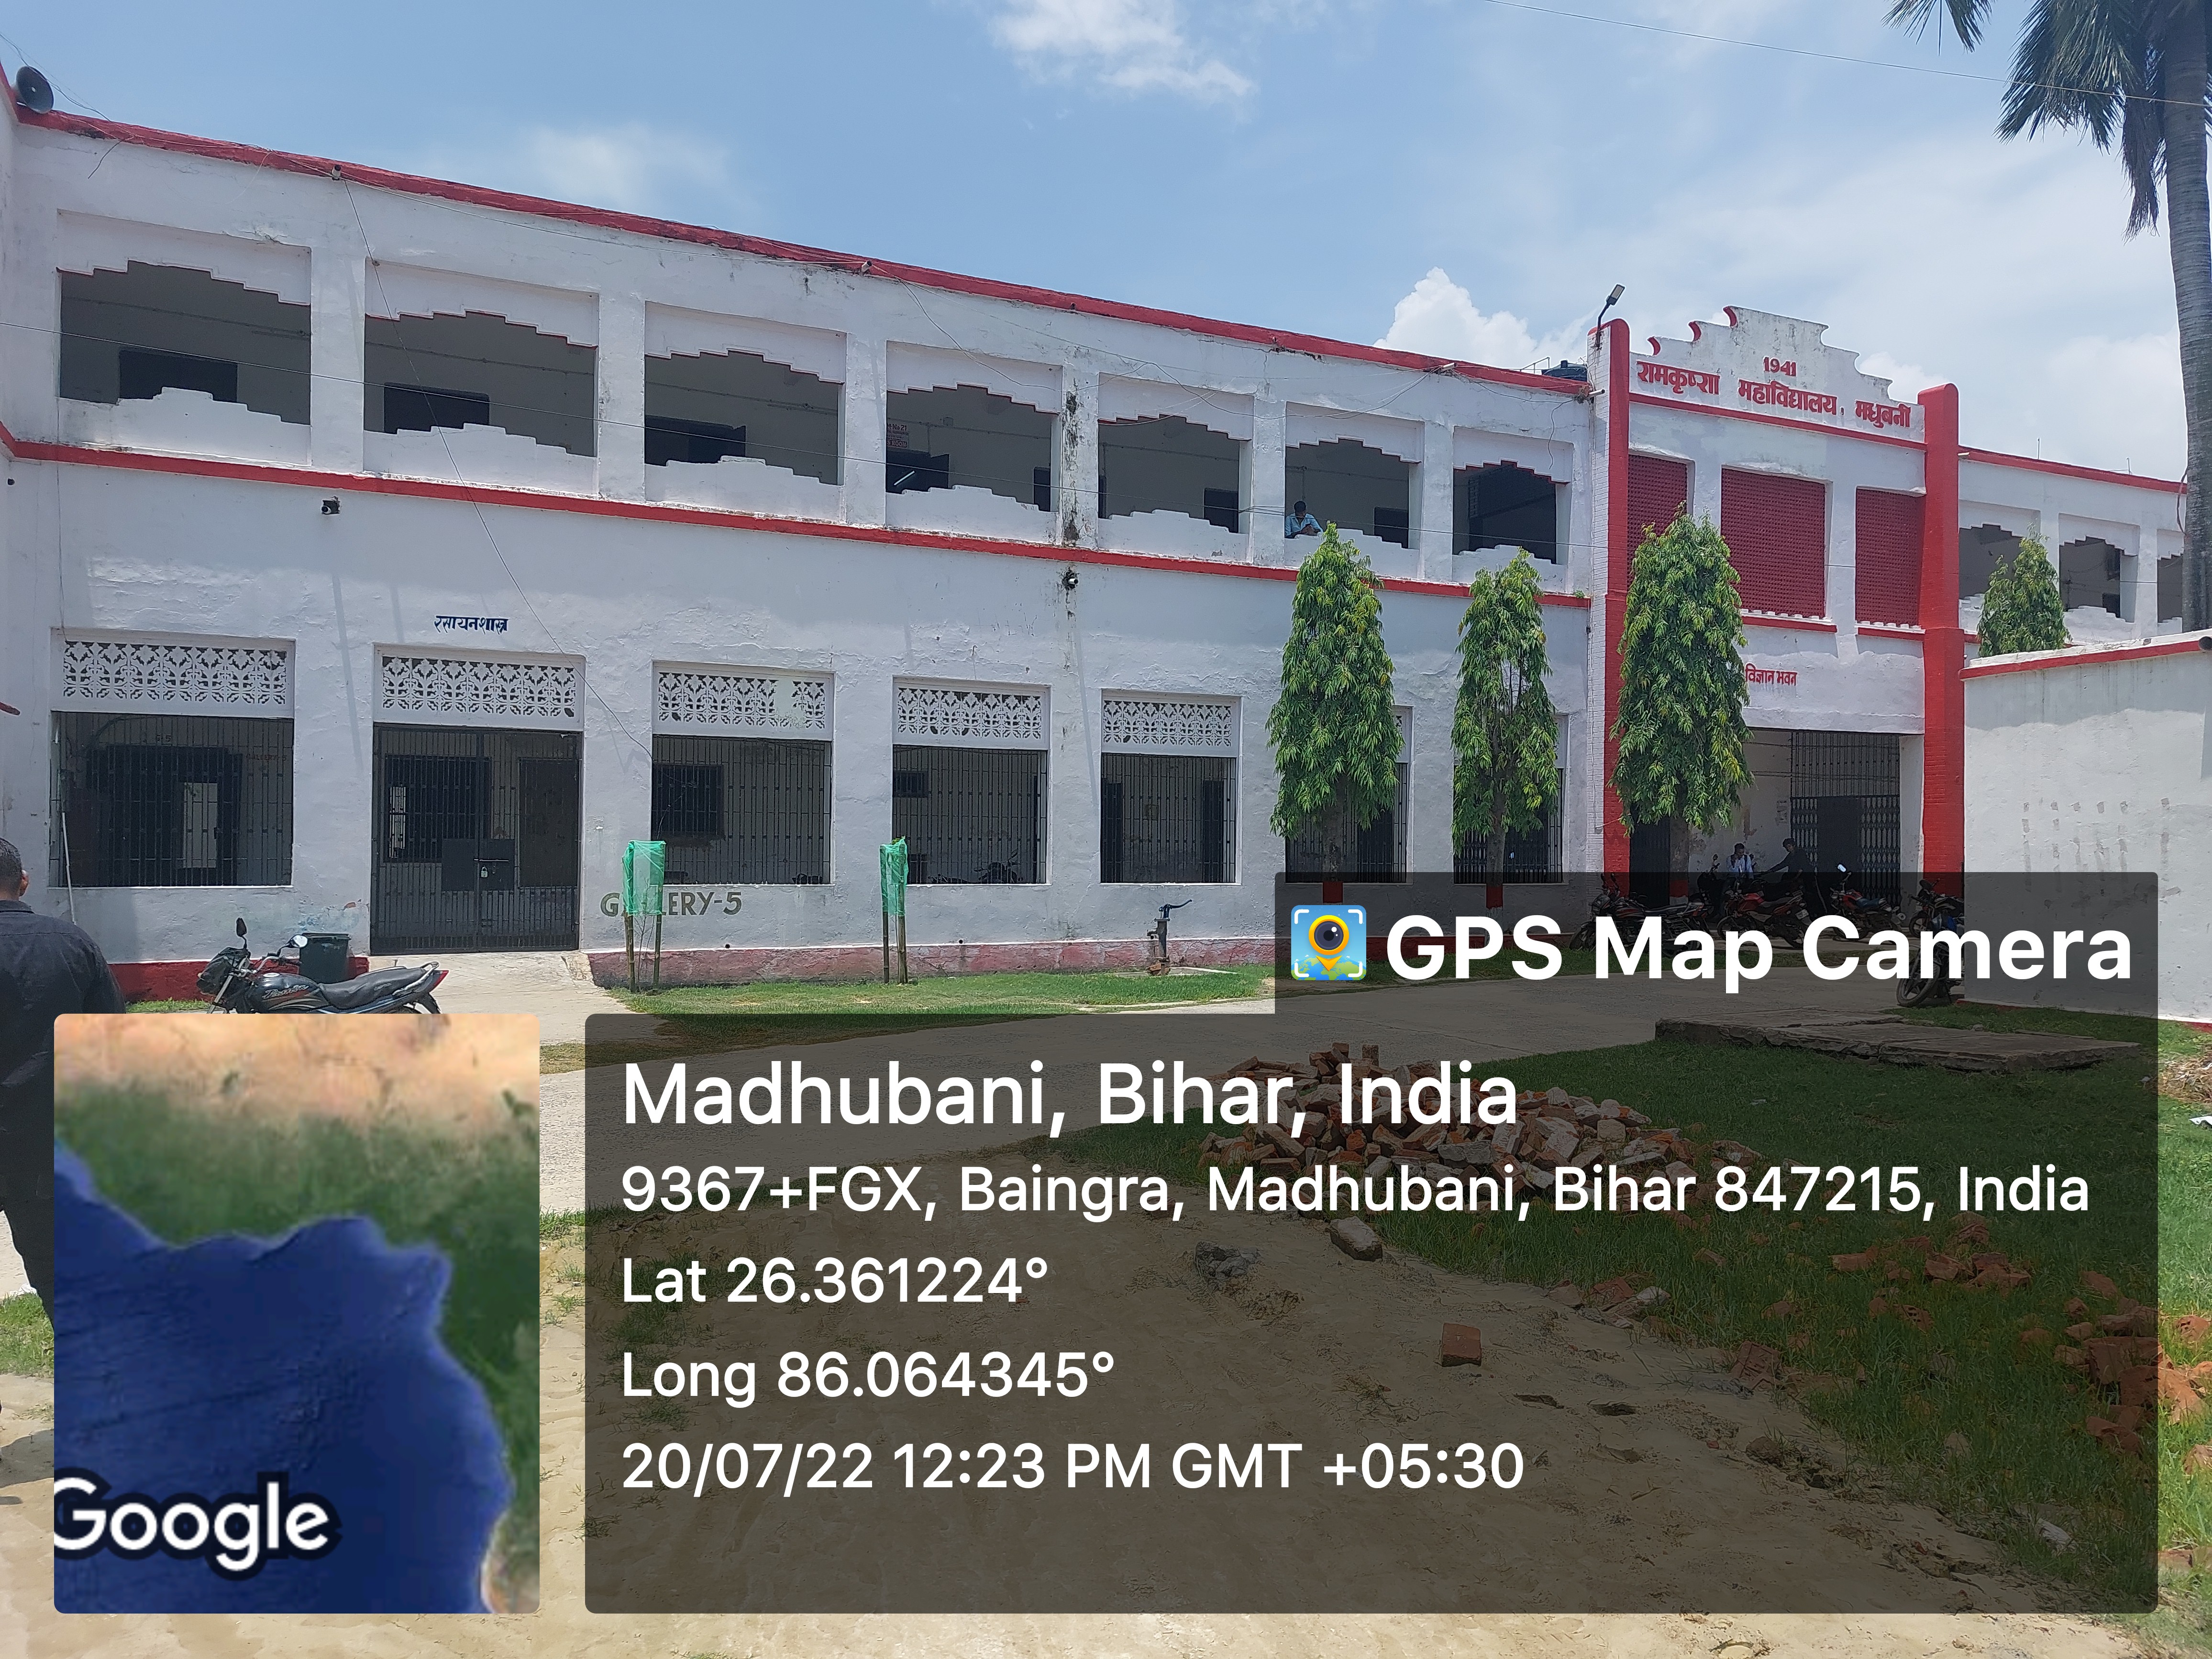 1941
रामकृष्ण महाविद्यालय, मधुबनी
रसायनशास्त्र
विज्ञान भवन
GALLERY-5
GPS Map Camera
Madhubani, Bihar, India
9367+FGX, Baingra, Madhubani, Bihar 847215, India
Lat 26.361224°
Long 86.064345°
20/07/22 12:23 PM GMT +05:30
Google